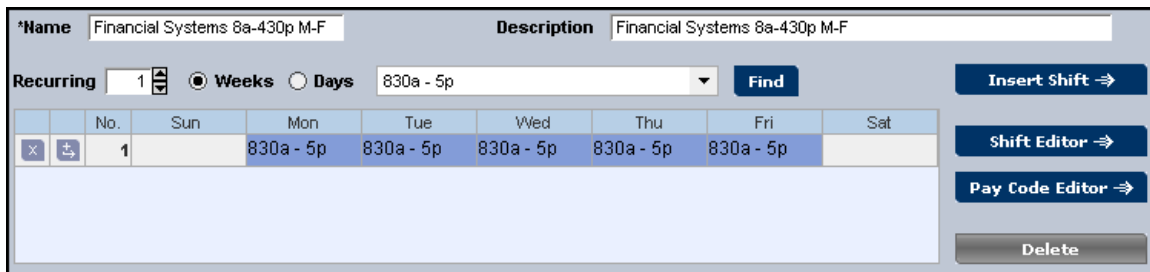 *Name Financial Systems 8a-430p M-F Description Financial Systems 8a-430p M-F
Recurring 1 Weeks Days 830a - 5p Find Insert Shift
No. Sun Mon Tue Wed Thu Fri Sat
x 1 830a - 5p 830a - 5p 830a - 5p 830a - 5p 830a - 5p
Shift Editor
Pay Code Editor
Delete